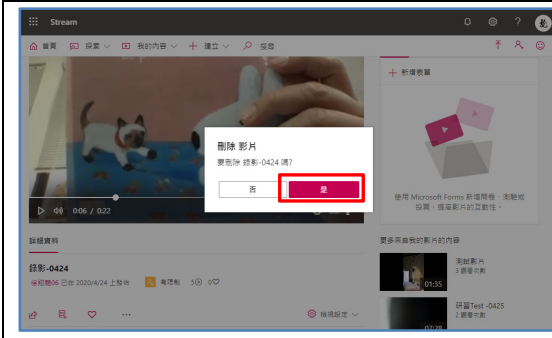 Stream
?
首頁 探索 我的內容 建立 搜尋
新增表單
刪除 影片
要刪除 錄影-0424 嗎?
否 是
0:06 / 0:22
使用 Microsoft Forms 新增問卷、測驗或
投票，提高影片的互動性。
詳細資料
更多來自我的影片的內容
錄影-0424
已在 2020/4/24 上發佈 有限制 5 0
測試影片
3 觀看次數
01:35
檢視設定
研習Test -0425
2 觀看次數